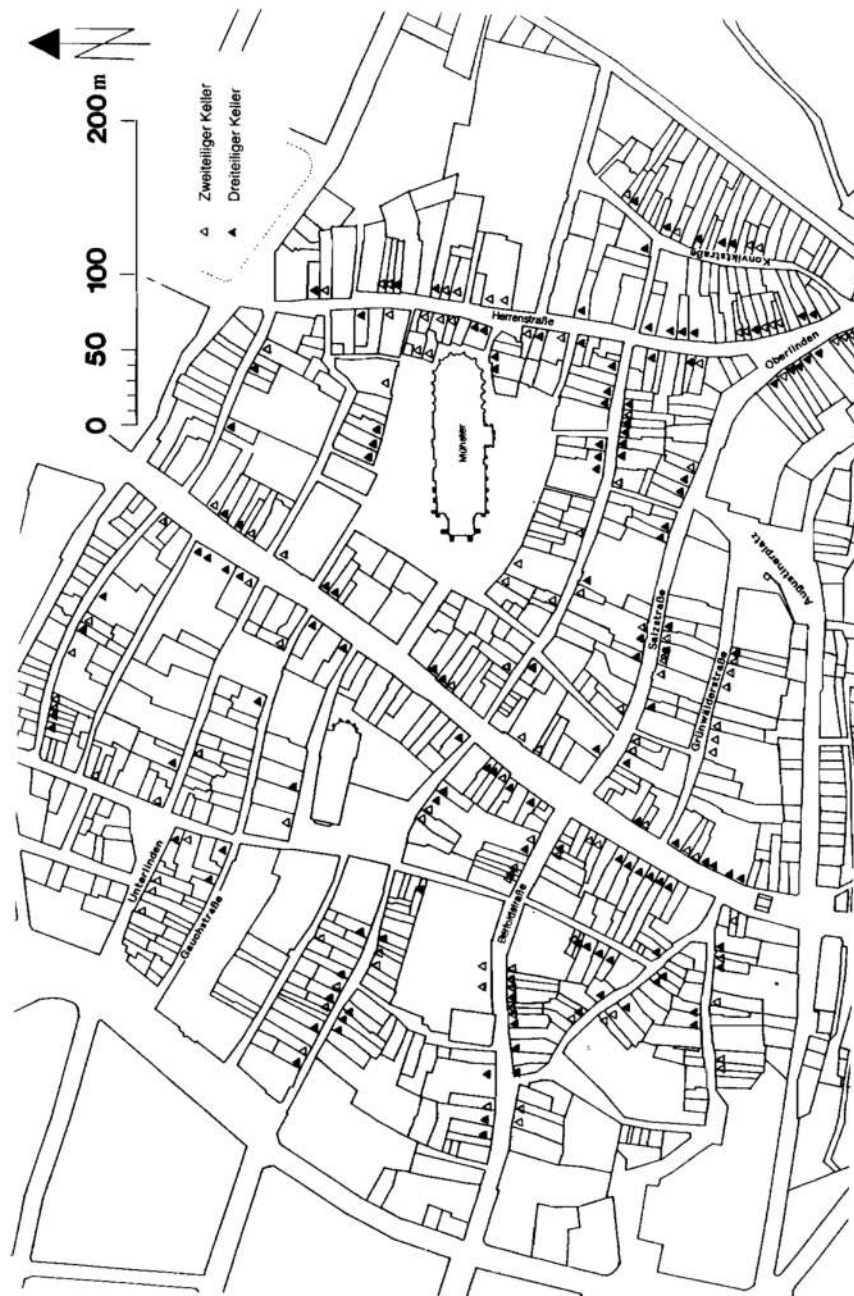 N
0 50 100 200 m
Zweiteiliger Keller
Dreiteiliger Keller
Herrenstraße
Konviktstraße
Oberlinden
Münster
Augustinerplatz
Salzstraße
Grünwälderstraße
Unterlinden
Gauchstraße
Bertoldstraße